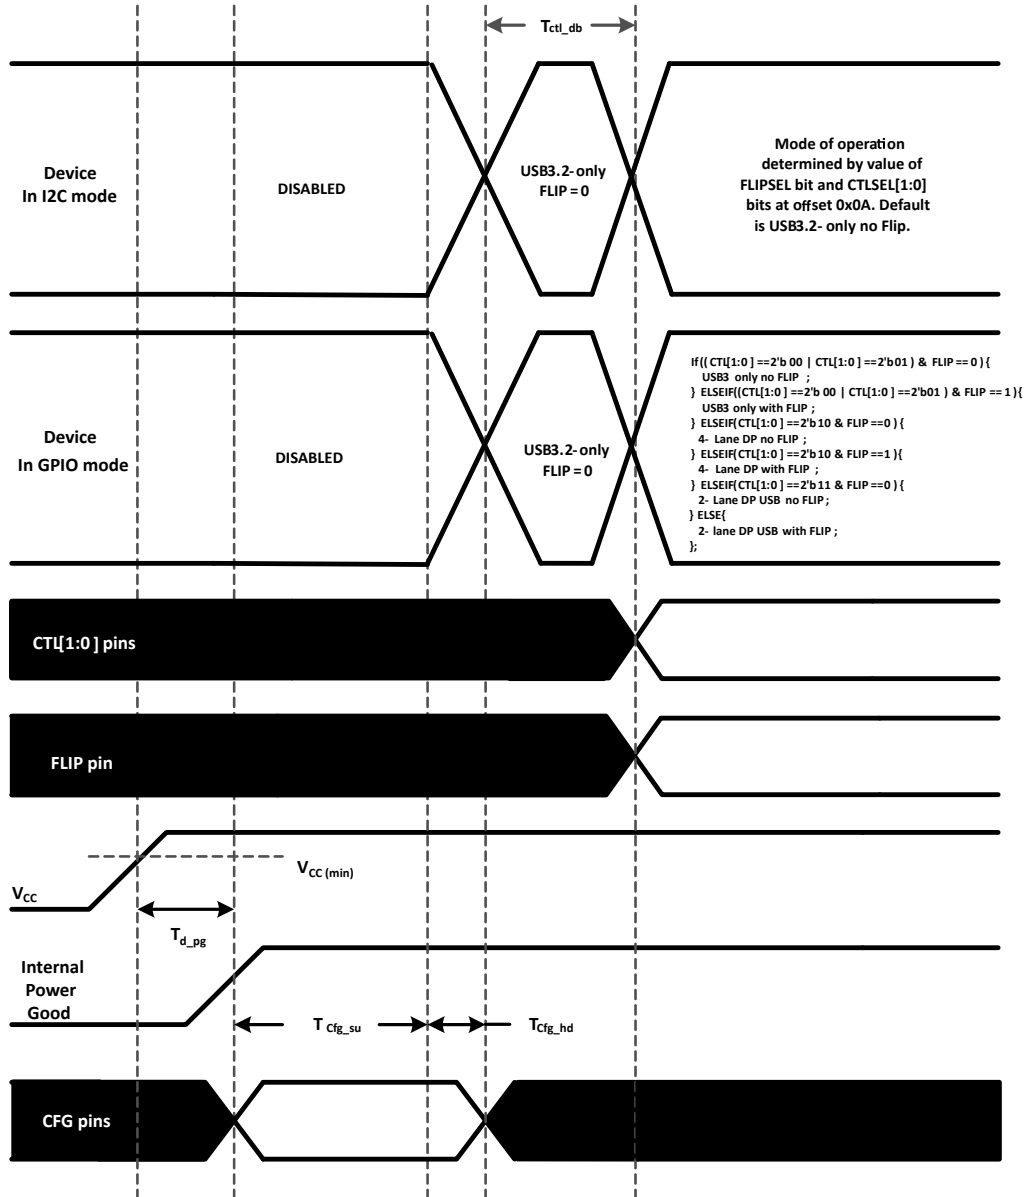 Tctl_db
Device
In I2C mode
DISABLED
USB3.2- only
FLIP = 0
Mode of operation
determined by value of
FLIPSEL bit and CTLSEL[1:0]
bits at offset 0x0A. Default
is USB3.2- only no Flip.
Device
In GPIO mode
DISABLED
USB3.2- only
FLIP = 0
If(( CTL[1:0 ] ==2'b 00 | CTL[1:0 ] ==2'b01 ) & FLIP == 0 ) {
USB3 only no FLIP ;
} ELSEIF((CTL[1:0 ] ==2'b 00 | CTL[1:0 ] ==2'b01 ) & FLIP == 1 ){
USB3 only with FLIP ;
} ELSEIF(CTL[1:0 ] ==2'b 10 & FLIP ==0 ) {
4- Lane DP no FLIP ;
} ELSEIF(CTL[1:0 ] ==2'b 10 & FLIP ==1 ){
4- Lane DP with FLIP ;
} ELSEIF(CTL[1:0 ] ==2'b 11 & FLIP ==0 ) {
2- Lane DP USB no FLIP ;
} ELSE{
2- lane DP USB with FLIP ;
};
CTL[1:0 ] pins
FLIP pin
VCC
VCC (min)
Td_pg
Internal
Power
Good
T Cfg_su
TCfg_hd
CFG pins